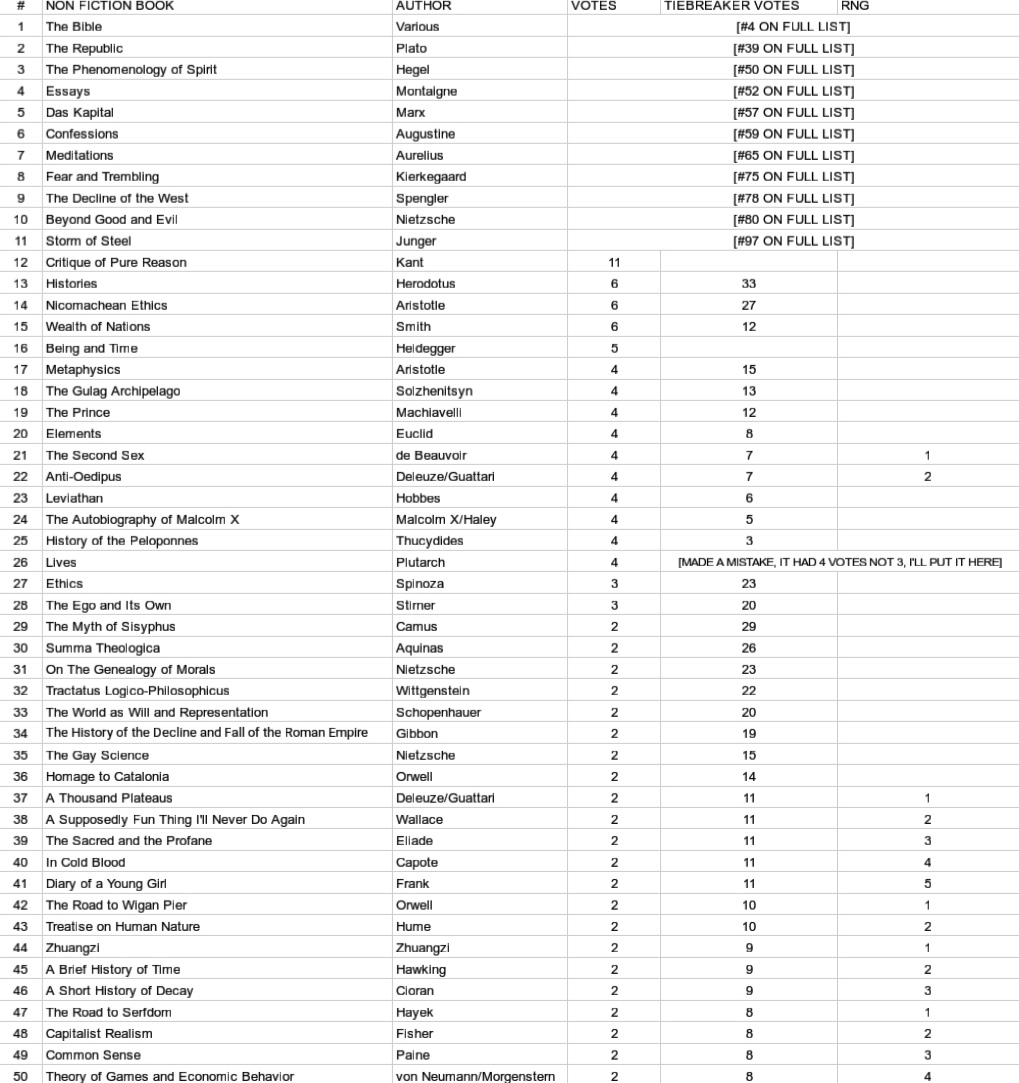 # NON FICTION BOOK AUTHOR VOTES TIEBREAKER VOTES RNG
1 The Bible Various [#4 ON FULL LIST]
2 The Republic Plato [#39 ON FULL LIST]
3 The Phenomenology of Spirit Hegel [#50 ON FULL LIST]
4 Essays Montaigne [#52 ON FULL LIST]
5 Das Kapital Marx [#57 ON FULL LIST]
6 Confessions Augustine [#59 ON FULL LIST]
7 Meditations Aurelius [#65 ON FULL LIST]
8 Fear and Trembling Kierkegaard [#75 ON FULL LIST]
9 The Decline of the West Spengler [#78 ON FULL LIST]
10 Beyond Good and Evil Nietzsche [#80 ON FULL LIST]
11 Storm of Steel Junger [#97 ON FULL LIST]
12 Critique of Pure Reason Kant 11
13 Histories Herodotus 6 33
14 Nicomachean Ethics Aristotle 6 27
15 Wealth of Nations Smith 6 12
16 Being and Time Heidegger 5
17 Metaphysics Aristotle 4 15
18 The Gulag Archipelago Solzhenitsyn 4 13
19 The Prince Machiavelli 4 12
20 Elements Euclid 4 8
21 The Second Sex de Beauvoir 4 7 1
22 Anti-Oedipus Deleuze/Guattari 4 7 2
23 Leviathan Hobbes 4 6
24 The Autobiography of Malcolm X Malcolm X/Haley 4 5
25 History of the Peloponnes Thucydides 4 3
26 Lives Plutarch 4 [MADE A MISTAKE, IT HAD 4 VOTES NOT 3, I'LL PUT IT HERE]
27 Ethics Spinoza 3 23
28 The Ego and Its Own Stirner 3 20
29 The Myth of Sisyphus Camus 2 29
30 Summa Theologica Aquinas 2 26
31 On The Genealogy of Morals Nietzsche 2 23
32 Tractatus Logico-Philosophicus Wittgenstein 2 22
33 The World as Will and Representation Schopenhauer 2 20
34 The History of the Decline and Fall of the Roman Empire Gibbon 2 19
35 The Gay Science Nietzsche 2 15
36 Homage to Catalonia Orwell 2 14
37 A Thousand Plateaus Deleuze/Guattari 2 11 1
38 A Supposedly Fun Thing I'll Never Do Again Wallace 2 11 2
39 The Sacred and the Profane Eliade 2 11 3
40 In Cold Blood Capote 2 11 4
41 Diary of a Young Girl Frank 2 11 5
42 The Road to Wigan Pier Orwell 2 10 1
43 Treatise on Human Nature Hume 2 10 2
44 Zhuangzi Zhuangzi 2 9 1
45 A Brief History of Time Hawking 2 9 2
46 A Short History of Decay Cioran 2 9 3
47 The Road to Serfdom Hayek 2 8 1
48 Capitalist Realism Fisher 2 8 2
49 Common Sense Paine 2 8 3
50 Theory of Games and Economic Behavior von Neumann/Morgenstern 2 8 4